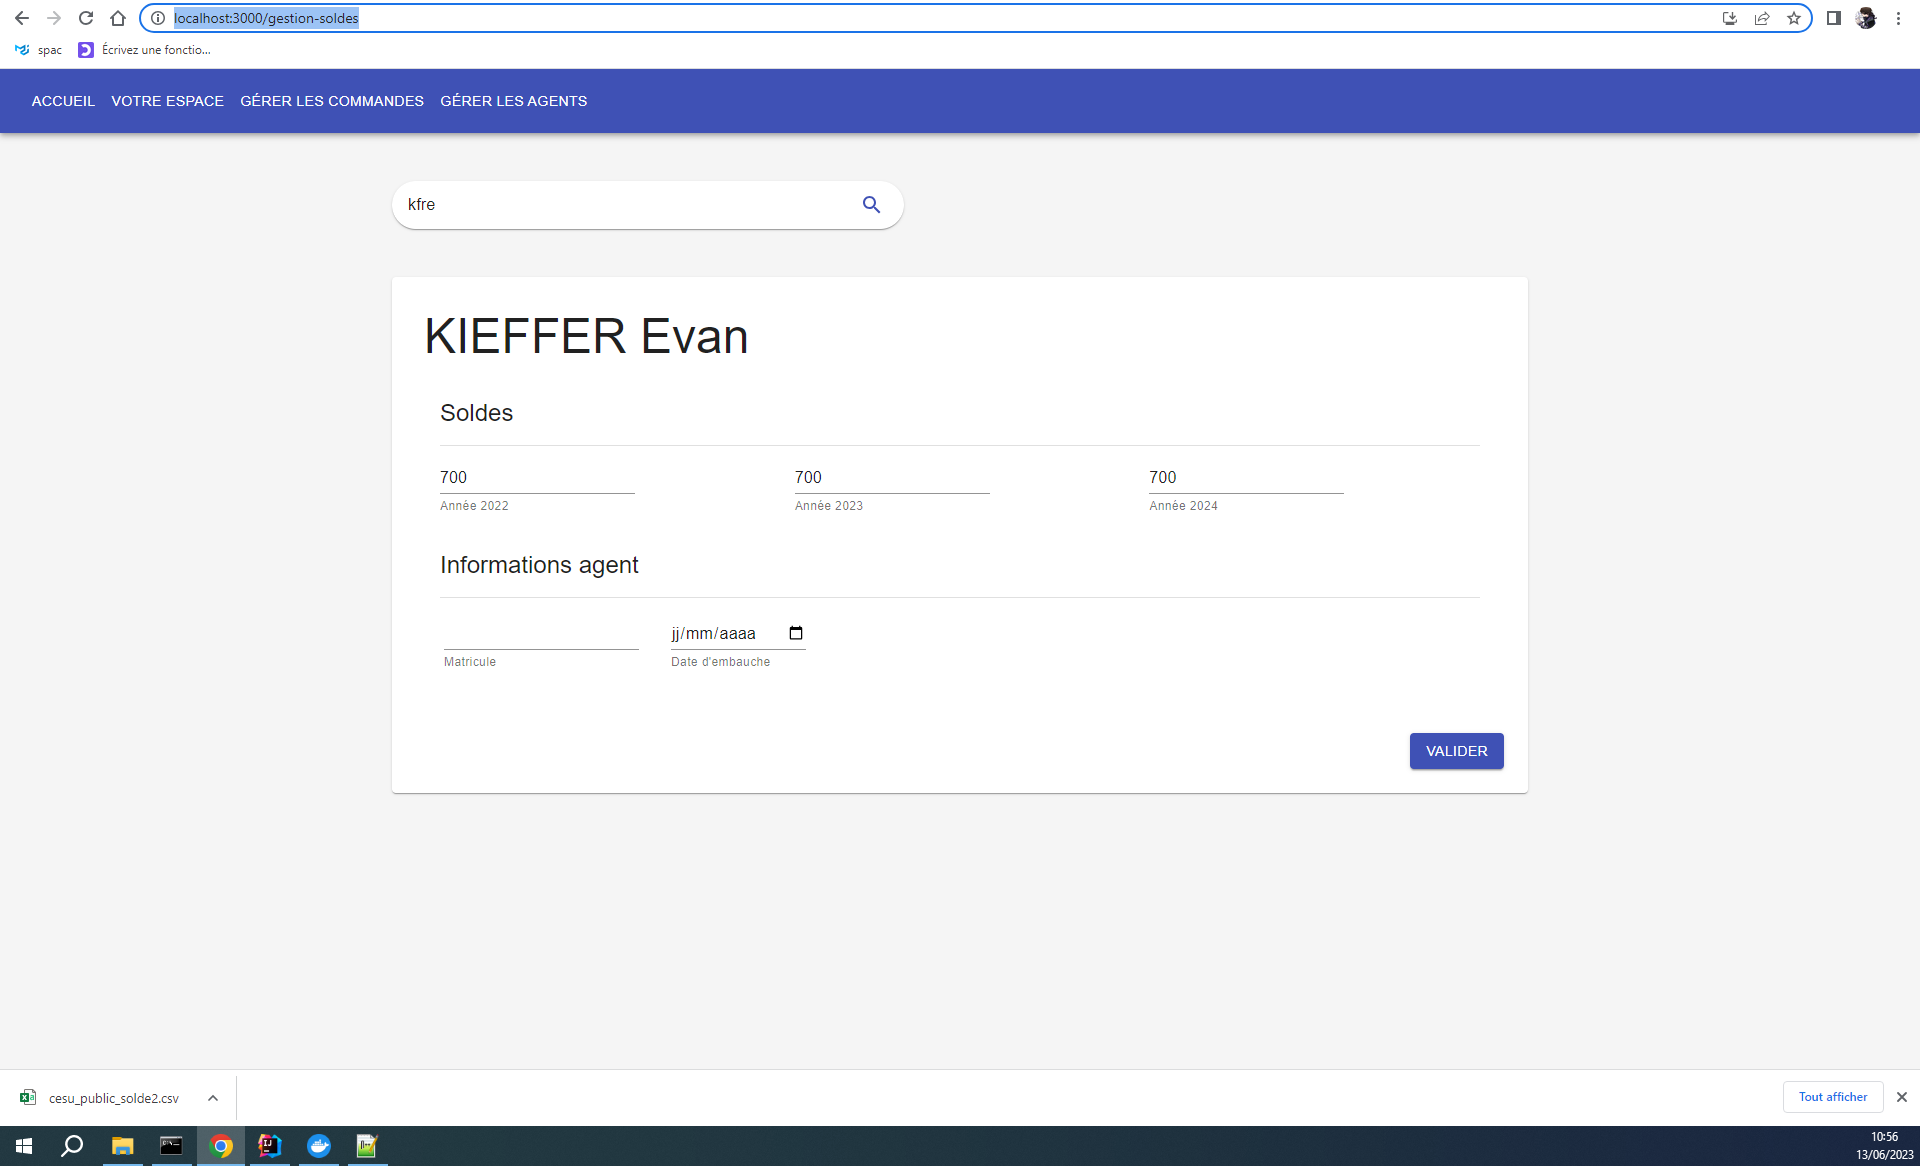 localhost:3000/gestion-soldes
spac
Écrivez une fonctio...
ACCUEIL VOTRE ESPACE GÉRER LES COMMANDES GÉRER LES AGENTS
kfre
KIEFFER Evan
Soldes
700 700 700
Année 2022 Année 2023 Année 2024
Informations agent
jj/mm/aaaa
Matricule Date d'embauche
VALIDER
cesu_public_solde2.csv
Tout afficher
10:56
13/06/2023